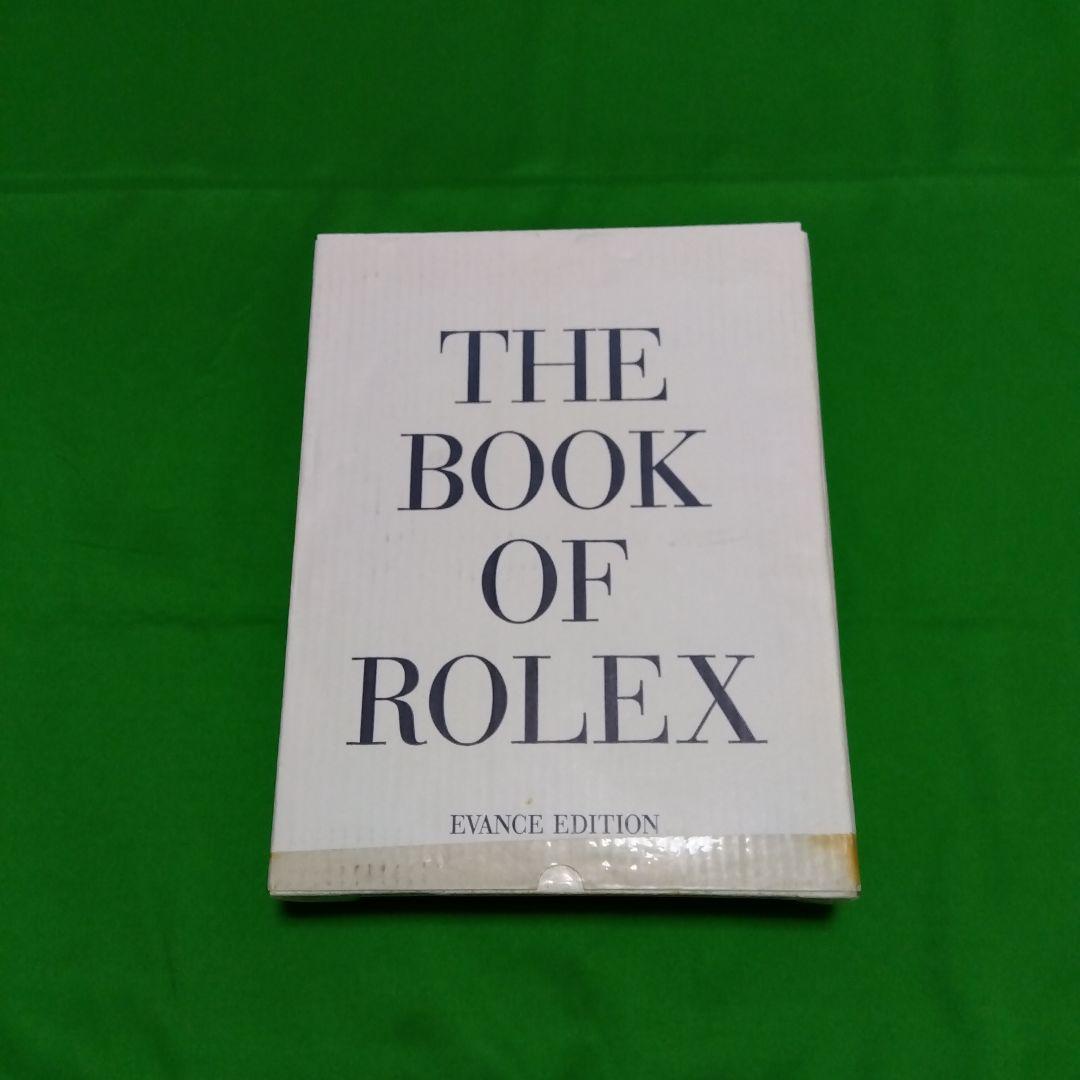 THE
BOOK
OF
ROLEX
EVANCE EDITION